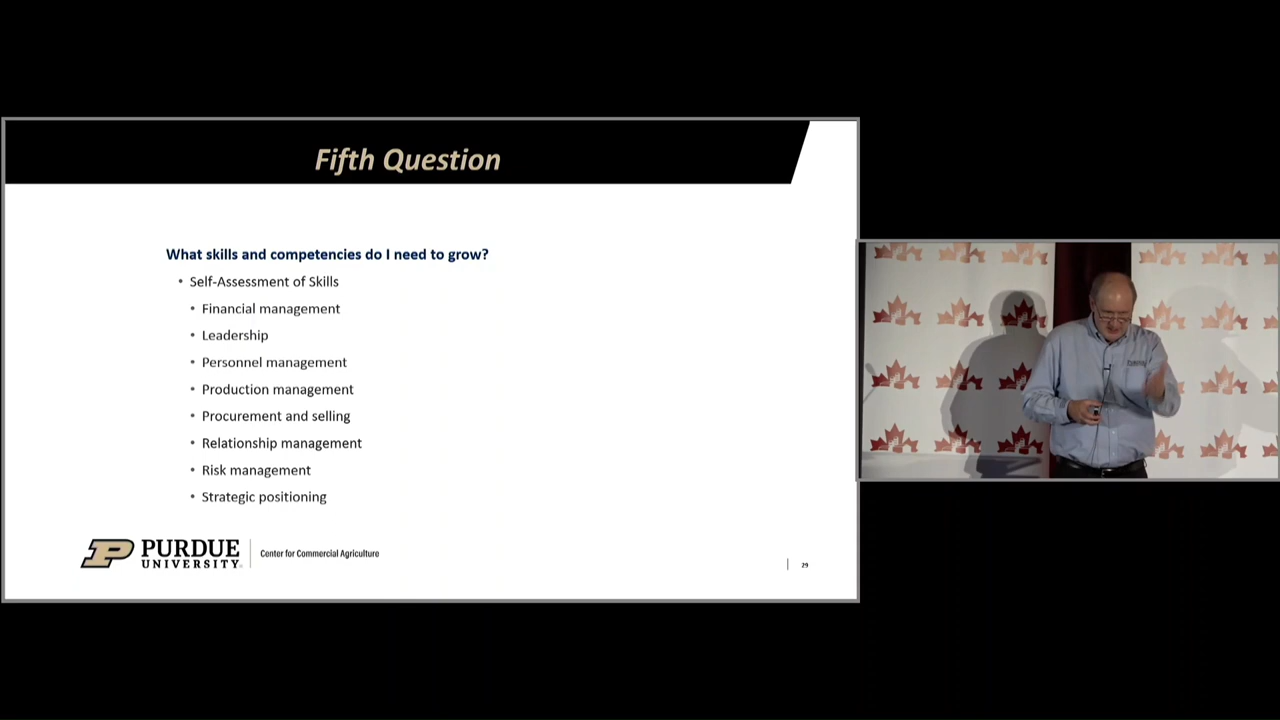 Fifth Question
What skills and competencies do I need to grow?
• Self-Assessment of Skills
• Financial management
• Leadership
• Personnel management
• Production management
• Procurement and selling
• Relationship management
• Risk management
• Strategic positioning
PURDUE
UNIVERSITY.
Center for Commercial Agriculture
29